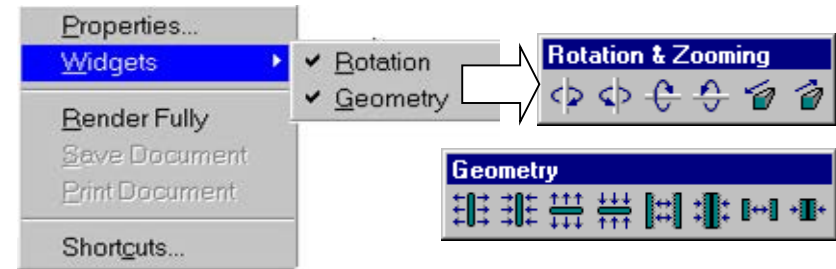 Properties...
Widgets
Rotation
Geometry
Render Fully
Save Document
Print Document
Shortcuts...
Rotation & Zooming
Geometry